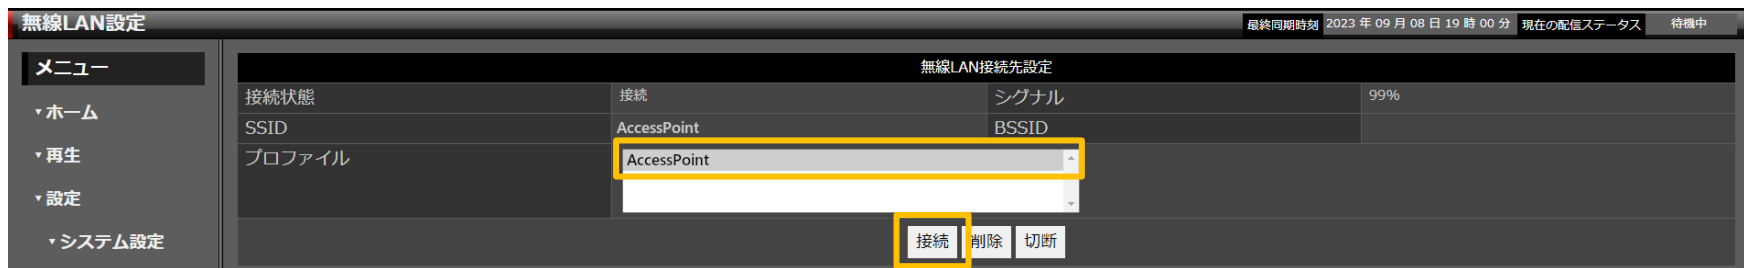 無線LAN設定
最終同期時刻 2023 年 09 月 08 日 19 時 00 分 現在の配信ステータス 待機中
メニュー
▾ホーム
▾再生
▾設定
▾システム設定
無線LAN接続先設定
接続状態 接続 シグナル 99%
SSID AccessPoint BSSID
プロファイル AccessPoint
接続 削除 切断